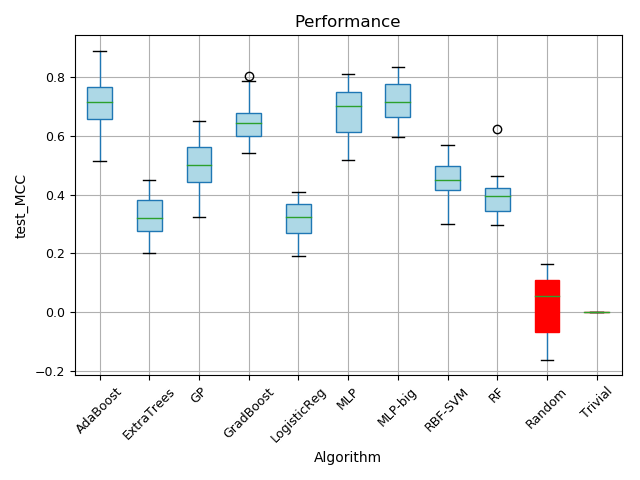 Performance
test_MCC
0.8
0.6
0.4
0.2
0.0
−0.2
AdaBoost
ExtraTrees
GP
GradBoost
LogisticReg
MLP
MLP-big
RBF-SVM
RF
Random
Trivial
Algorithm